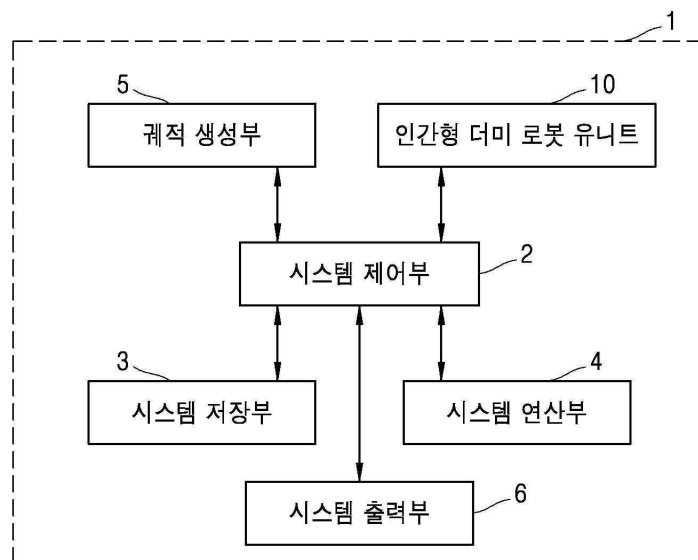 1
5
10
궤적 생성부
인간형 더미 로봇 유니트
시스템 제어부
2
3
4
시스템 저장부
시스템 연산부
시스템 출력부
6